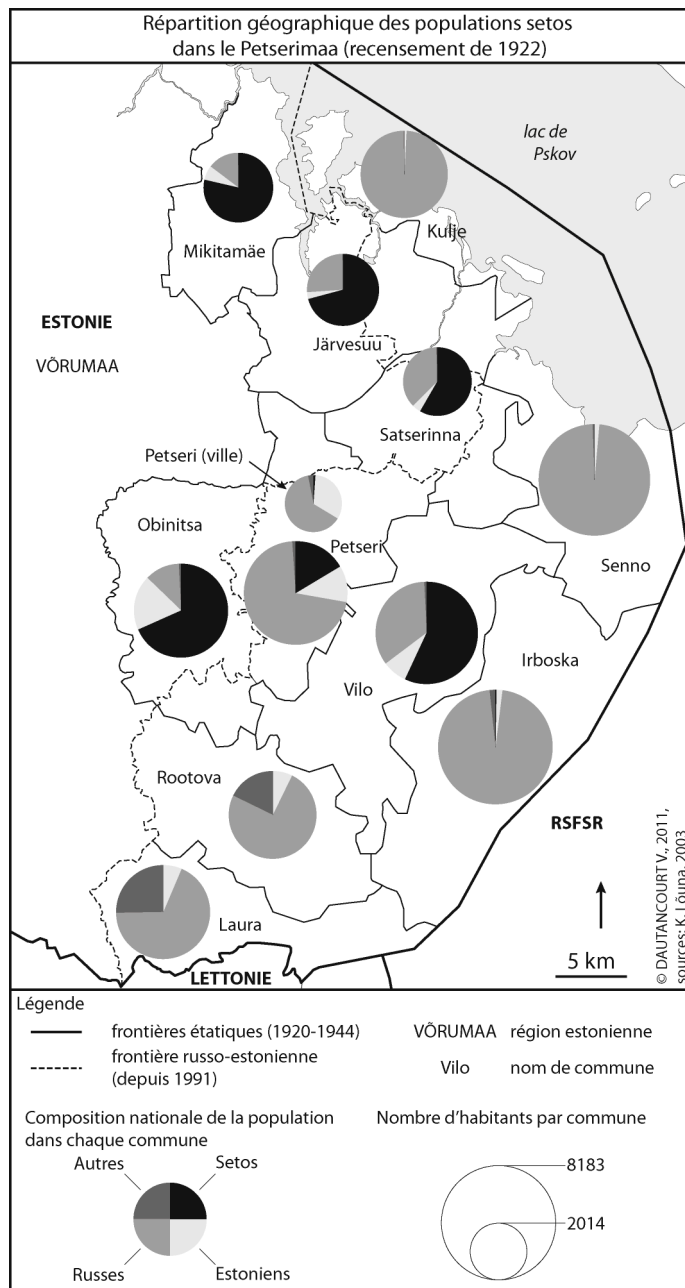 Répartition géographique des populations setos
dans le Petserimaa (recensement de 1922)
lac de
Pskov
Kulje
Mikitamäe
ESTONIE
VÕRUMAA
Järvesuu
Satserinna
Petseri (ville)
Obinitsa
Petseri
Senno
Irboska
Vilo
Rootova
RSFSR
Laura
LETTONIE
5 km
© DAUTANCOURT V., 2011,
sources: K. Lõuna, 2003
Légende
frontières étatiques (1920-1944)
frontière russo-estonienne
(depuis 1991)
VÕRUMAA région estonienne
Vilo nom de commune
Composition nationale de la population
dans chaque commune
Autres Setos
Russes Estoniens
Nombre d'habitants par commune
8183
2014